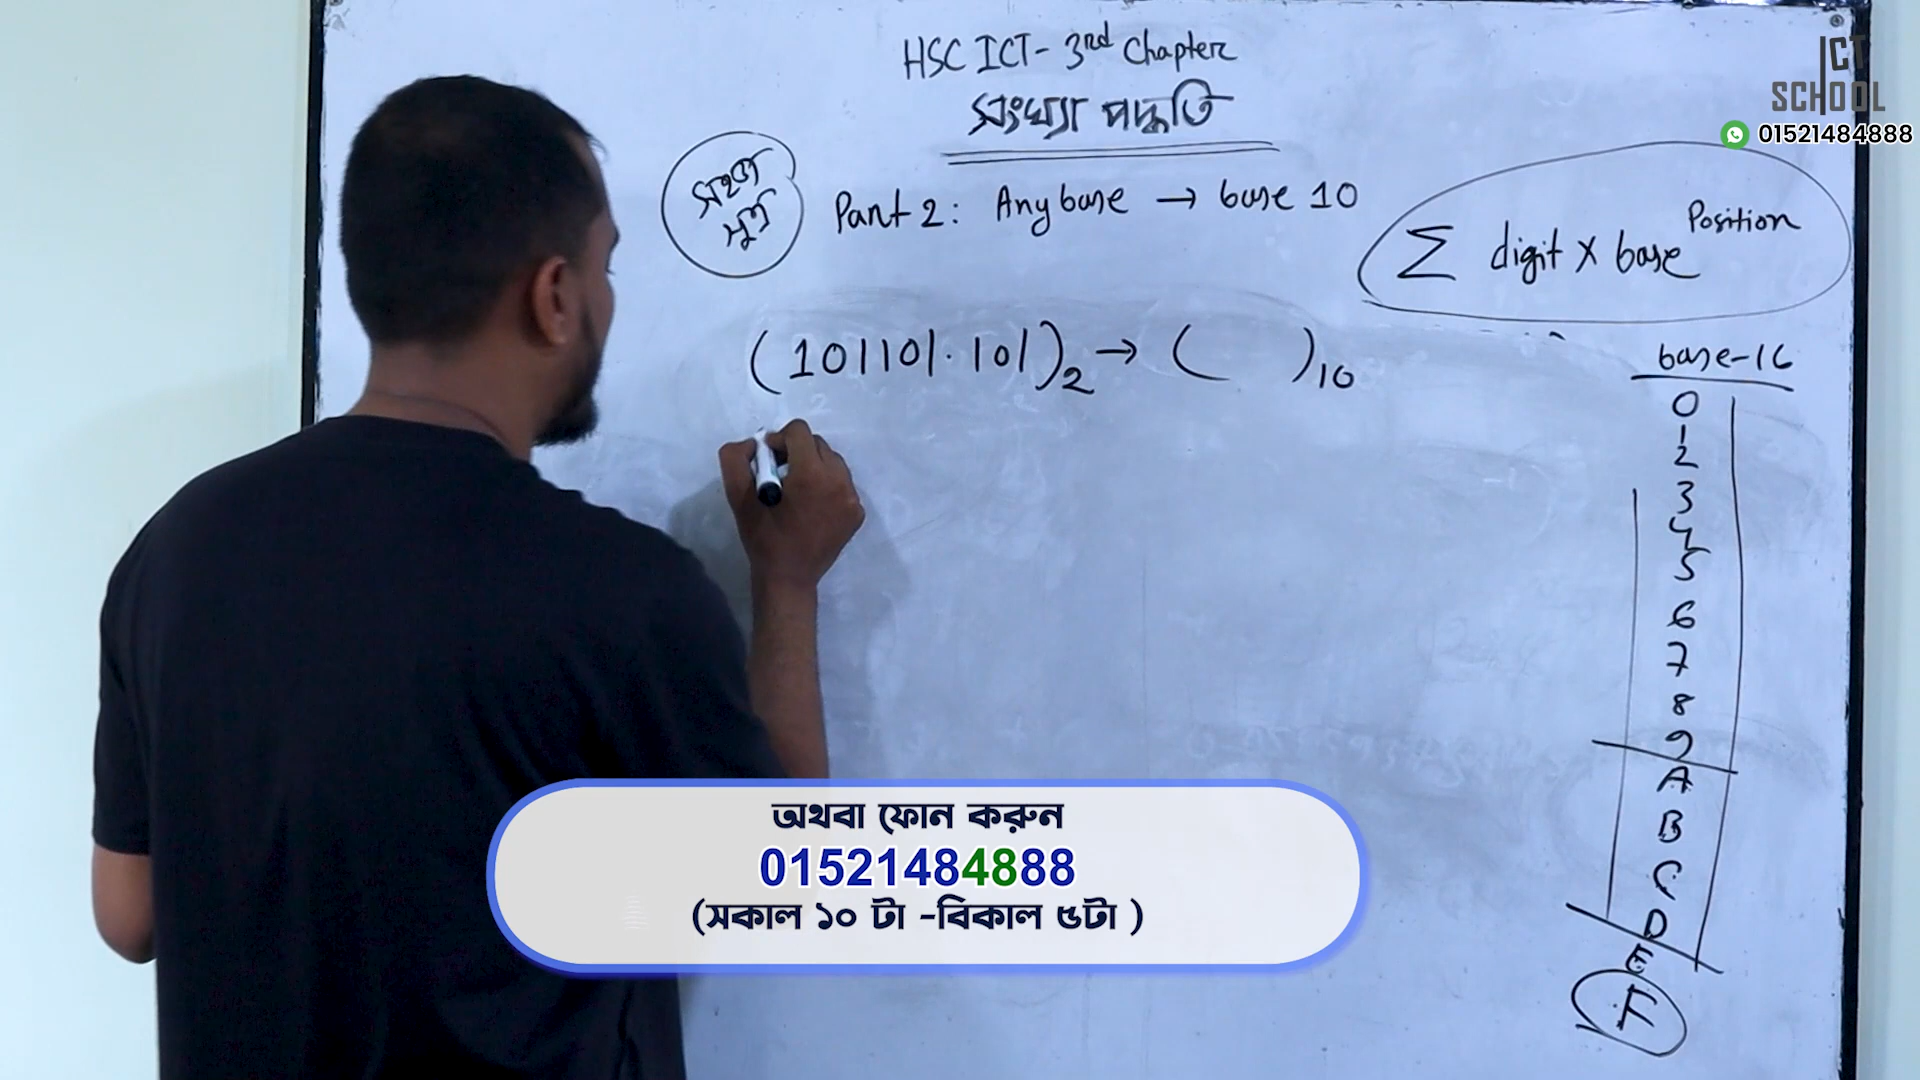 HSC ICT- 3rd Chapter
সংখ্যা পদ্ধতি
ICT
SCHOOL
01521484888
সহজ
সূত্র
Part 2: Any base → base 10
Σ digit × base^Position
(101101.101)₂ → ( )₁₀
base-16
0
1
2
3
4
5
6
7
8
9
A
B
C
D
E
F
অথবা ফোন করুন
01521484888
(সকাল ১০ টা -বিকাল ৫টা )